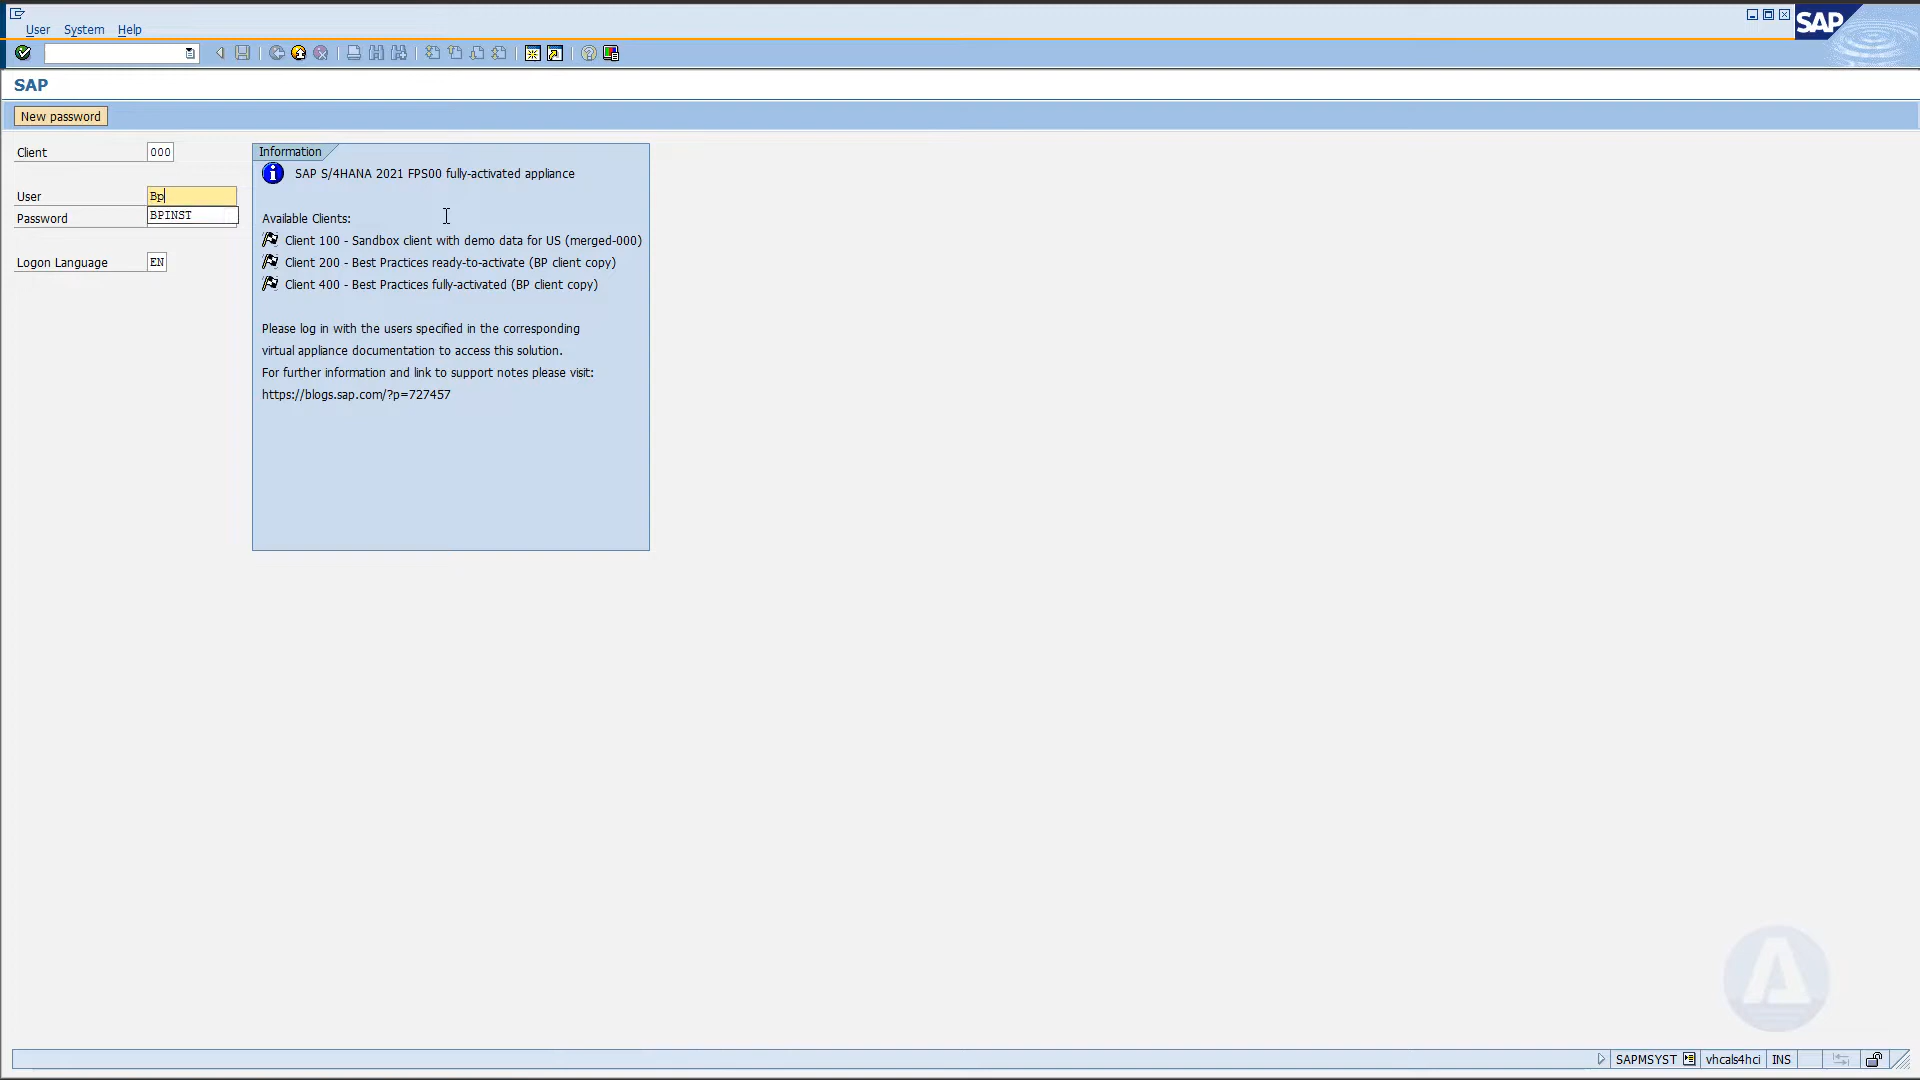 User System Help
SAP
SAP
New password
Client 000
Information
SAP S/4HANA 2021 FPS00 fully-activated appliance
User Bp
BPINST
Password
Available Clients:
Client 100 - Sandbox client with demo data for US (merged-000)
Logon Language EN
Client 200 - Best Practices ready-to-activate (BP client copy)
Client 400 - Best Practices fully-activated (BP client copy)
Please log in with the users specified in the corresponding
virtual appliance documentation to access this solution.
For further information and link to support notes please visit:
https://blogs.sap.com/?p=727457
A
SAPMSYST vhcals4hci INS